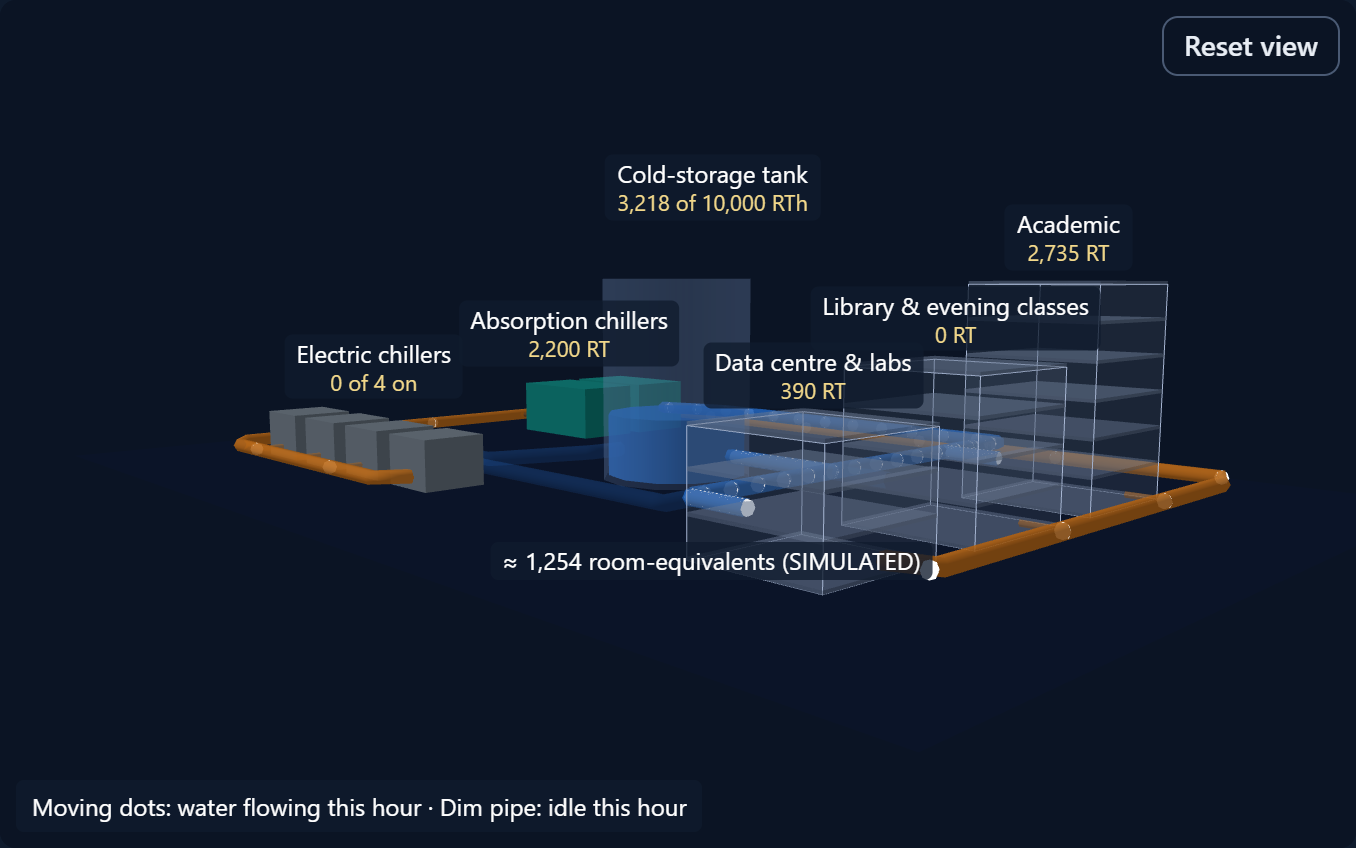 Reset view
Cold-storage tank
3,218 of 10,000 RTh
Academic
2,735 RT
Library & evening classes
0 RT
Absorption chillers
2,200 RT
Electric chillers
0 of 4 on
Data centre & labs
390 RT
≈ 1,254 room-equivalents (SIMULATED)
Moving dots: water flowing this hour · Dim pipe: idle this hour